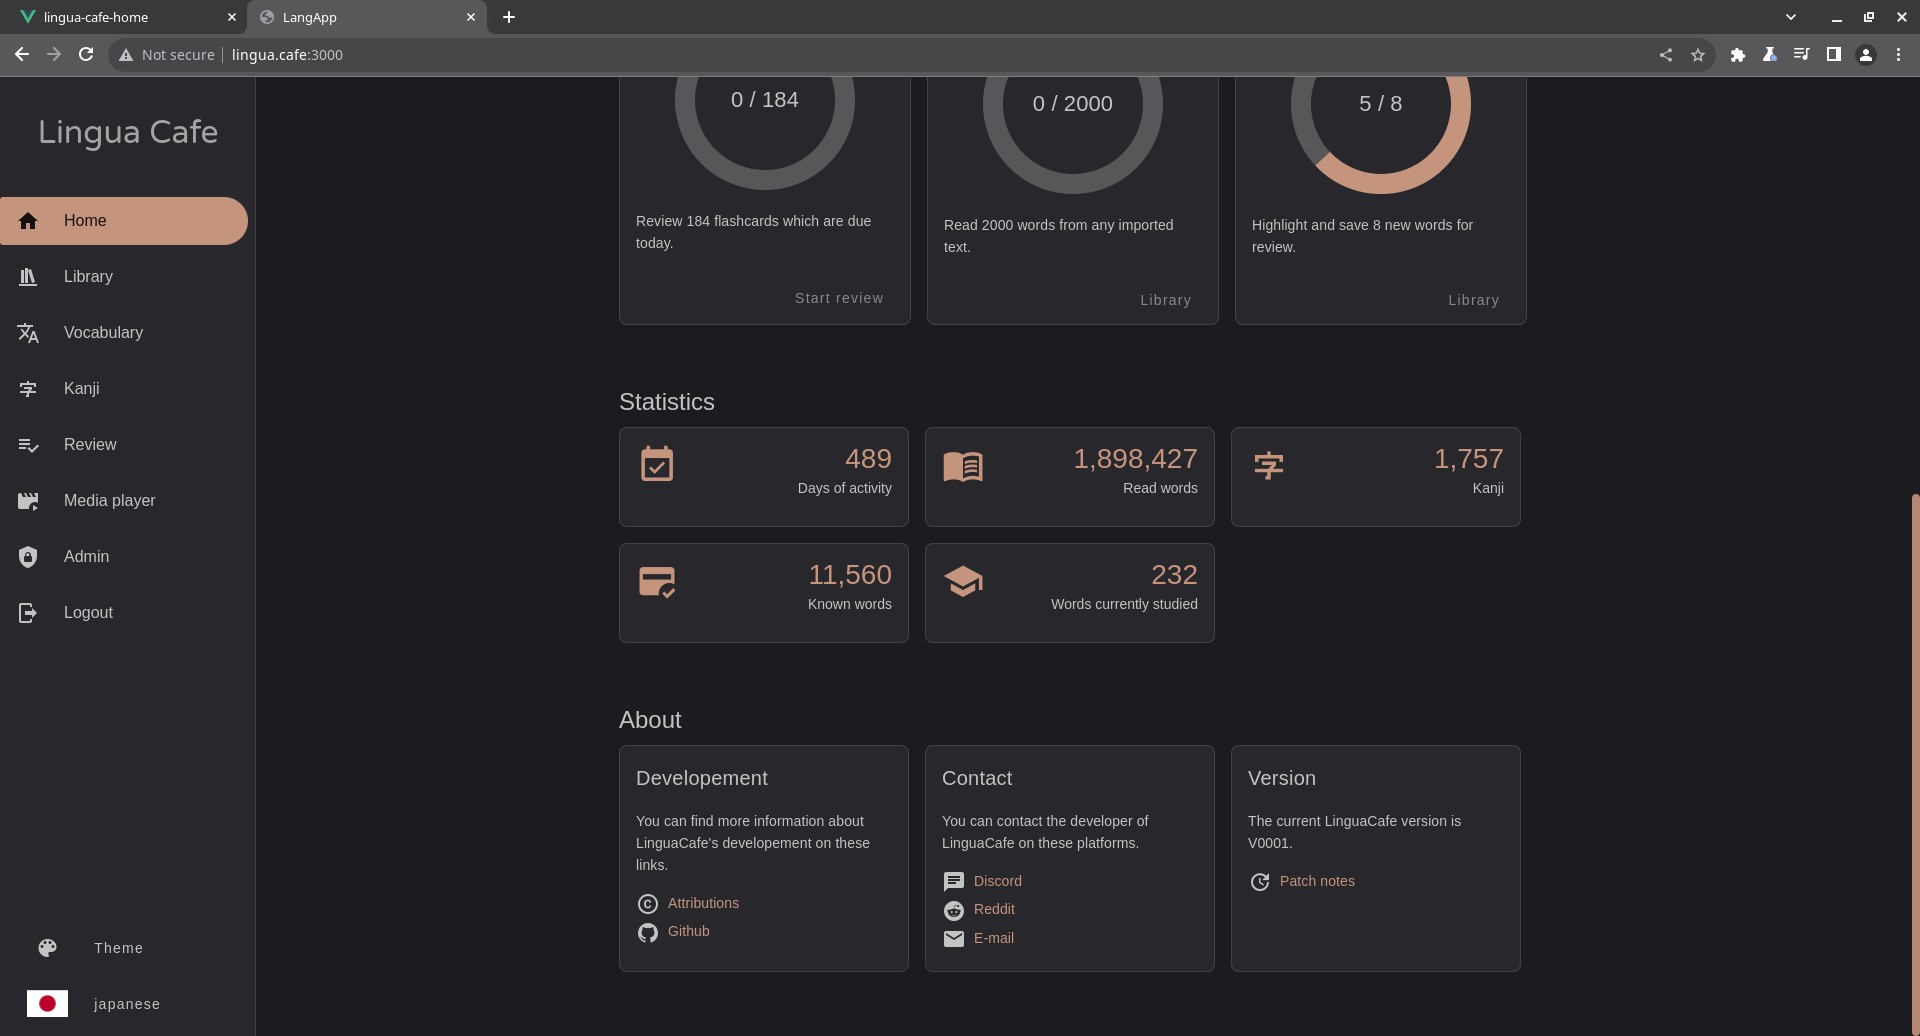 lingua-cafe-home
LangApp
Not secure
lingua.cafe:3000
Lingua Cafe
Home
Library
Vocabulary
字 Kanji
Review
Media player
Admin
Logout
Theme
japanese
0 / 184
Review 184 flashcards which are due
today.
Start review
0 / 2000
Read 2000 words from any imported
text.
Library
5 / 8
Highlight and save 8 new words for
review.
Library
Statistics
489
Days of activity
1,898,427
Read words
字 1,757
Kanji
11,560
Known words
232
Words currently studied
About
Developement
You can find more information about
LinguaCafe's developement on these
links.
Attributions
Github
Contact
You can contact the developer of
LinguaCafe on these platforms.
Discord
Reddit
E-mail
Version
The current LinguaCafe version is
V0001.
Patch notes